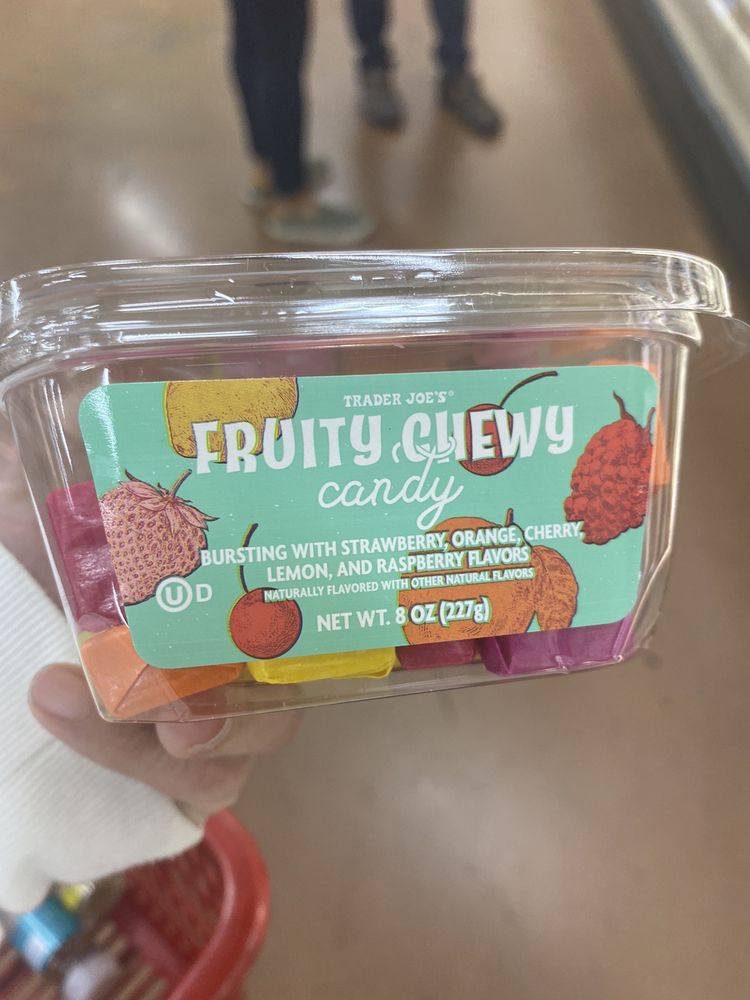 TRADER JOE'S®
FRUITY CHEWY
candy
BURSTING WITH STRAWBERRY, ORANGE, CHERRY,
LEMON, AND RASPBERRY FLAVORS
NATURALLY FLAVORED WITH OTHER NATURAL FLAVORS
U D
NET WT. 8 OZ (227g)